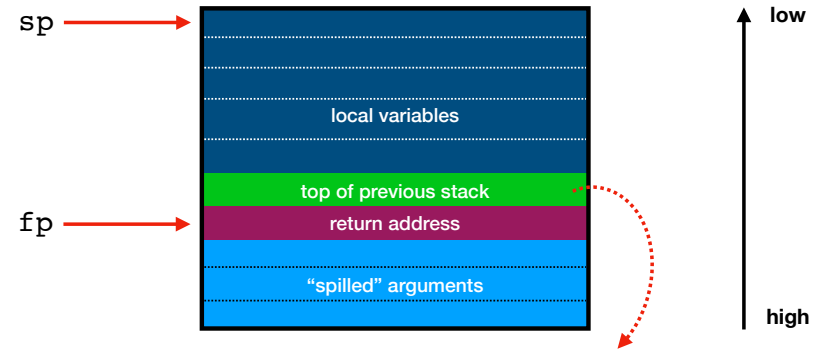 sp
low
local variables
top of previous stack
fp
return address
“spilled” arguments
high